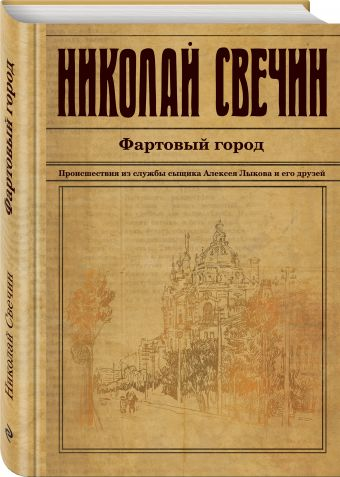 НИКОЛАЙ СВЕЧИН
Фартовый город
Происшествия из службы сыщика Алексея Лыкова и его друзей
Николай Свечин
Фартовый город